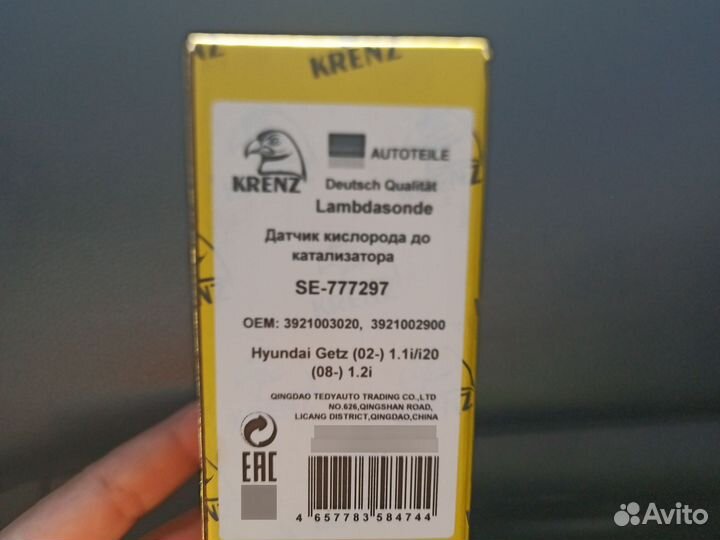 KRENZ
KRENZ
AUTOTEILE
Deutsch Qualität
Lambdasonde
Датчик кислорода до
катализатора
SE-777297
OEM: 3921003020, 3921002900
Hyundai Getz (02-) 1.1i/i20
(08-) 1.2i
QINGDAO TEDYAUTO TRADING CO.,LTD
NO.626,QINGSHAN ROAD,
LICANG DISTRICT,QINGDAO,CHINA
EAC
4 657783 584744
Avito